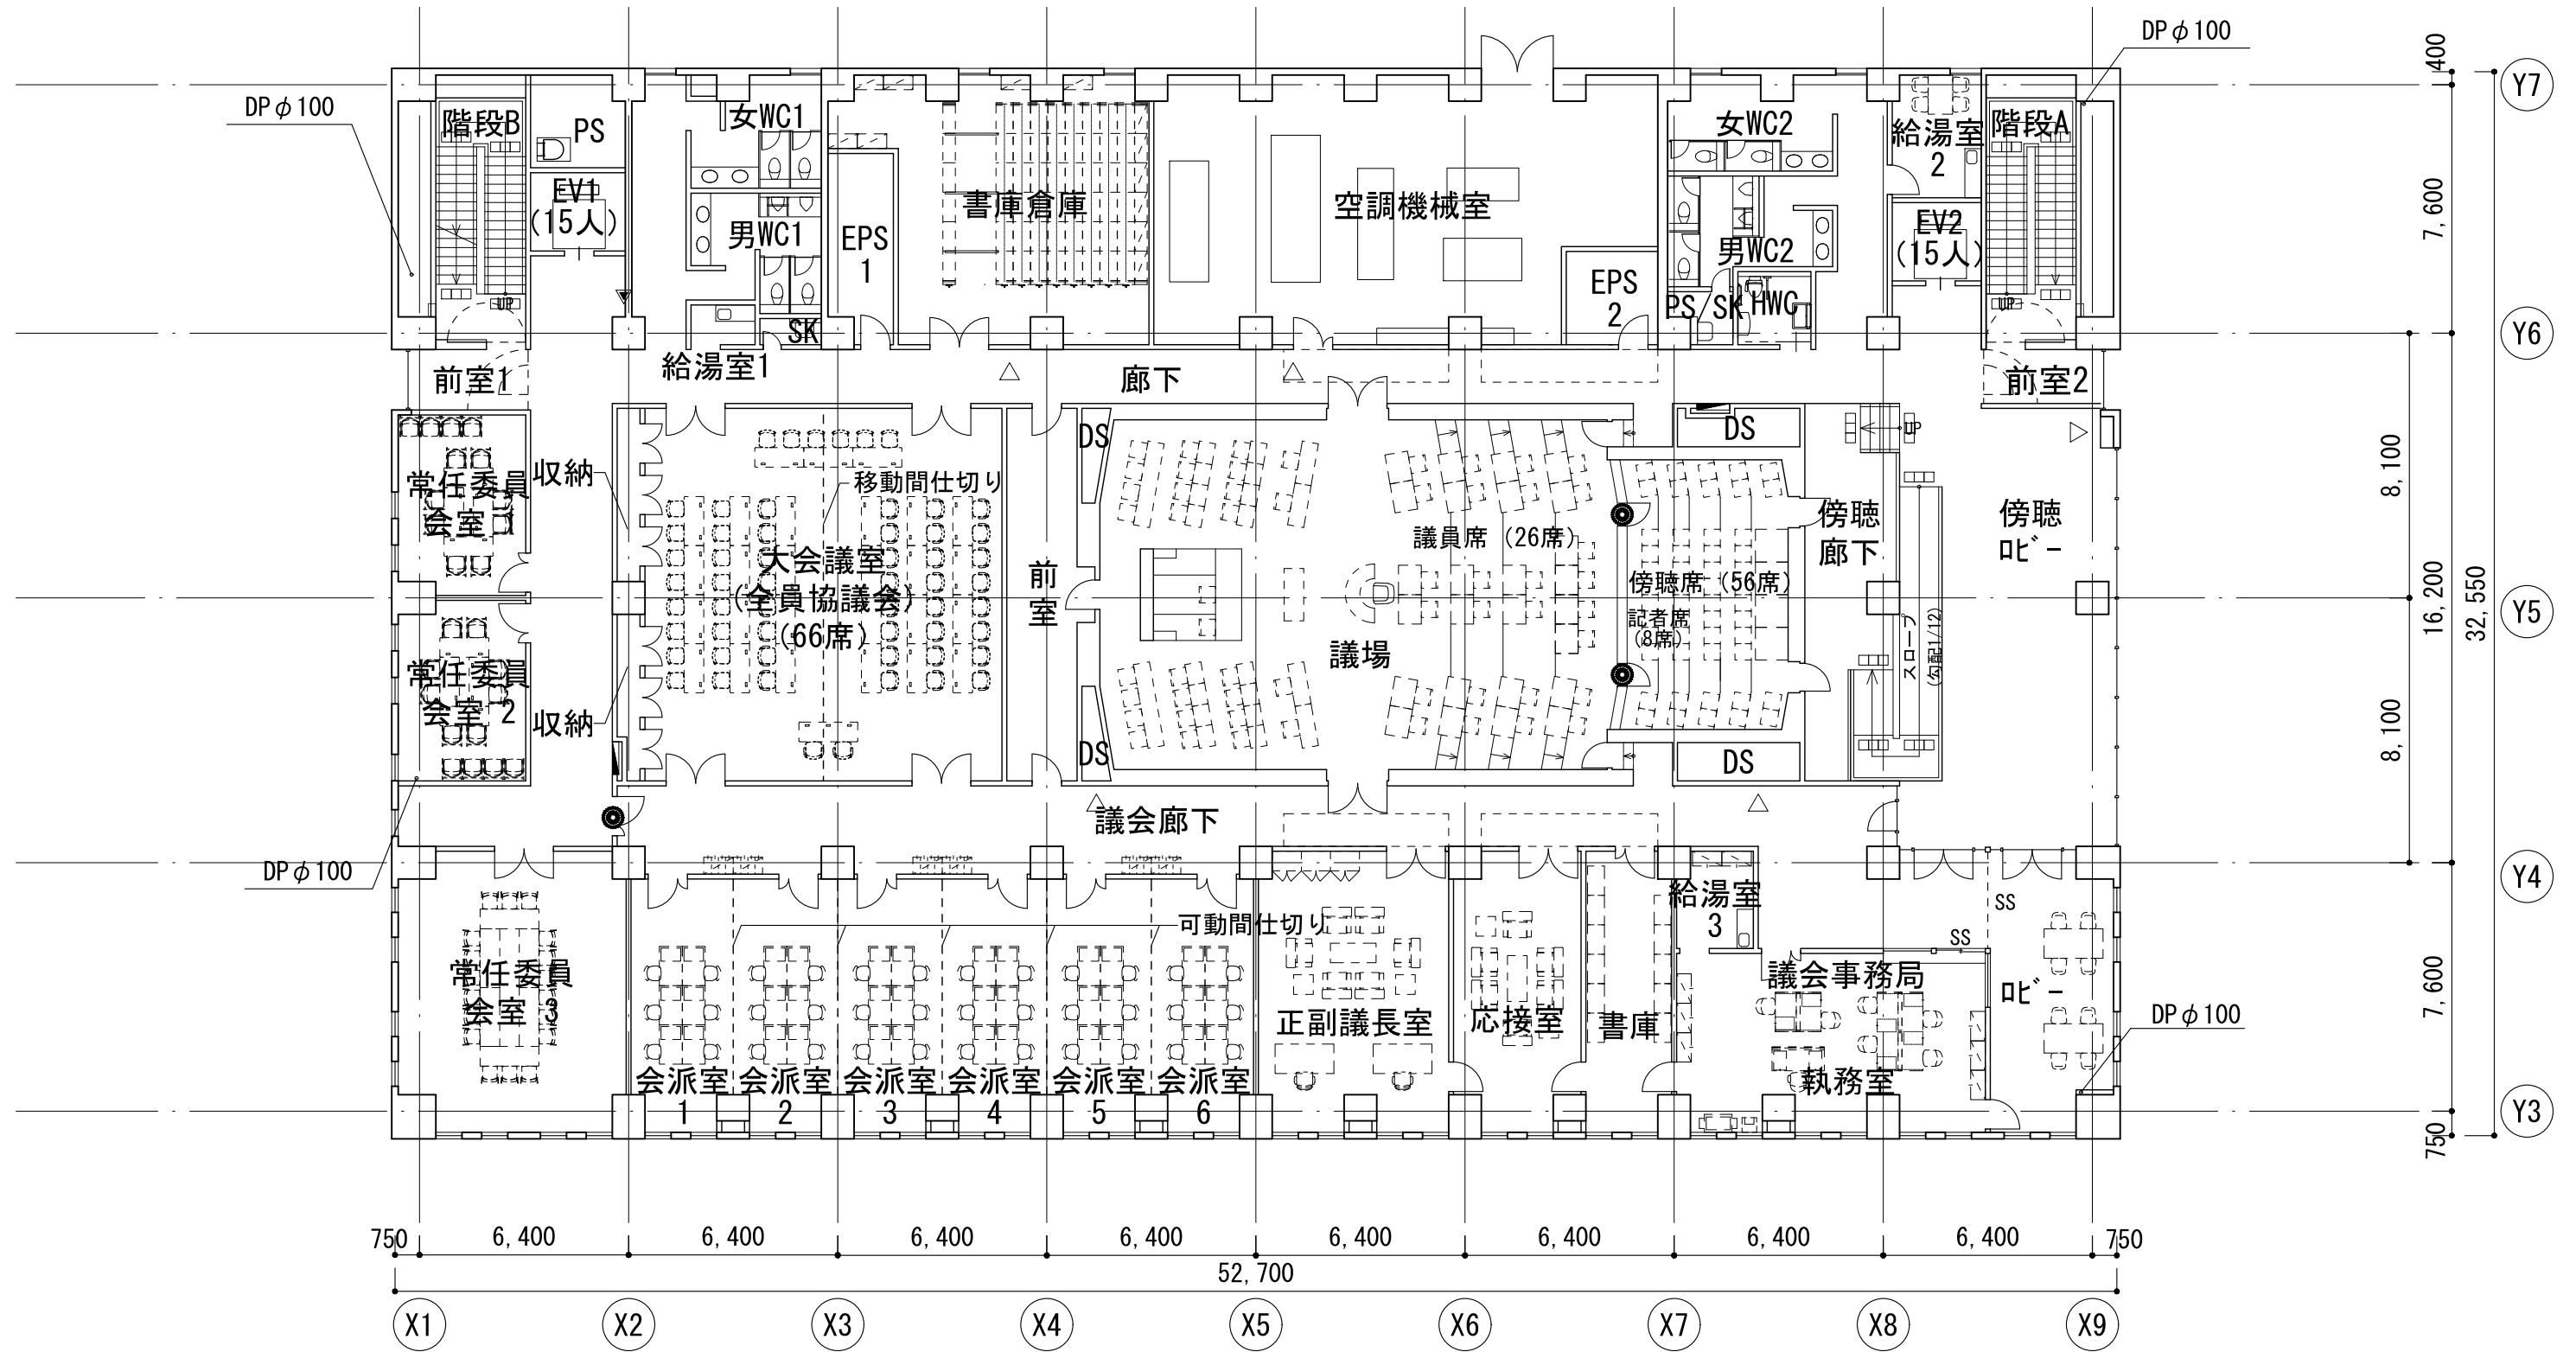 DPφ100
400
Y7
DPφ100
階段B
PS
女WC1
女WC2
給湯室
2
階段A
EV1
(15人)
書庫倉庫
空調機械室
7,600
男WC1
EPS
1
男WC2
EV2
(15人)
EPS
2
PS/SK
HWC
UP
SK
UP
Y6
前室1
給湯室1
廊下
前室2
DS
DS
UP
収納
移動間仕切り
常任委員
会室 1
8,100
議員席 (26席)
傍聴
廊下
傍聴
ﾛﾋﾞｰ
大会議室
(全員協議会)
(66席)
前
室
傍聴席 (56席)
記者席
(8席)
スロープ
(勾配1/12)
16,200
32,550
Y5
常任委員
会室 2
議場
収納
DS
DS
8,100
議会廊下
DPφ100
Y4
可動間仕切り
給湯室
3
SS
SS
常任委員
会室 3
議会事務局
ﾛﾋﾞｰ
7,600
正副議長室
応接室
書庫
DPφ100
執務室
会派室
1
会派室
2
会派室
3
会派室
4
会派室
5
会派室
6
Y3
750
750
6,400
6,400
6,400
6,400
6,400
6,400
6,400
6,400
750
52,700
X1
X2
X3
X4
X5
X6
X7
X8
X9